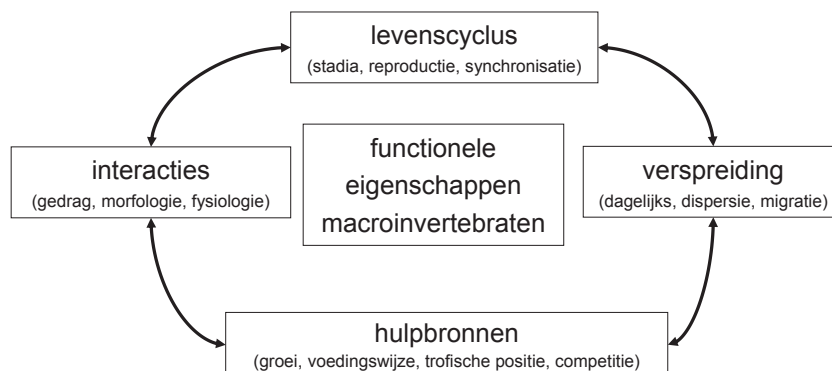 levenscyclus
(stadia, reproductie, synchronisatie)
interacties
(gedrag, morfologie, fysiologie)
functionele
eigenschappen
macroinvertebraten
verspreiding
(dagelijks, dispersie, migratie)
hulpbronnen
(groei, voedingswijze, trofische positie, competitie)